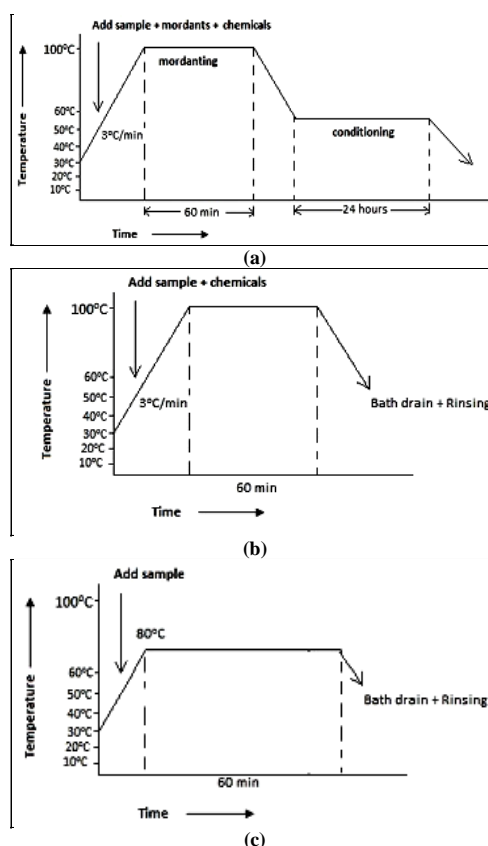 Add sample + mordants + chemicals
100°C
mordanting
60°C
50°C
40°C
30°C
20°C
10°C
3°C/min
conditioning
Temperature
60 min
24 hours
Time
(a)
Add sample + chemicals
100°C
60°C
50°C
40°C
30°C
20°C
10°C
3°C/min
Temperature
Bath drain + Rinsing
60 min
Time
(b)
Add sample
100°C
80°C
60°C
50°C
40°C
30°C
20°C
10°C
Temperature
Bath drain + Rinsing
60 min
Time
(c)